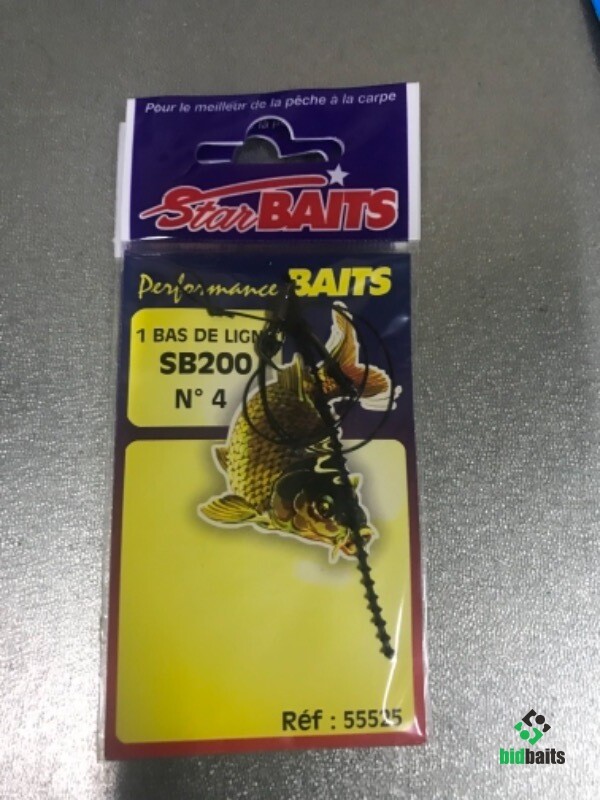 Pour le meilleur de la pêche à la carpe
StarBAITS
Performance BAITS
1 BAS DE LIGNE
SB200
N° 4
Réf : 55525
bidbaits